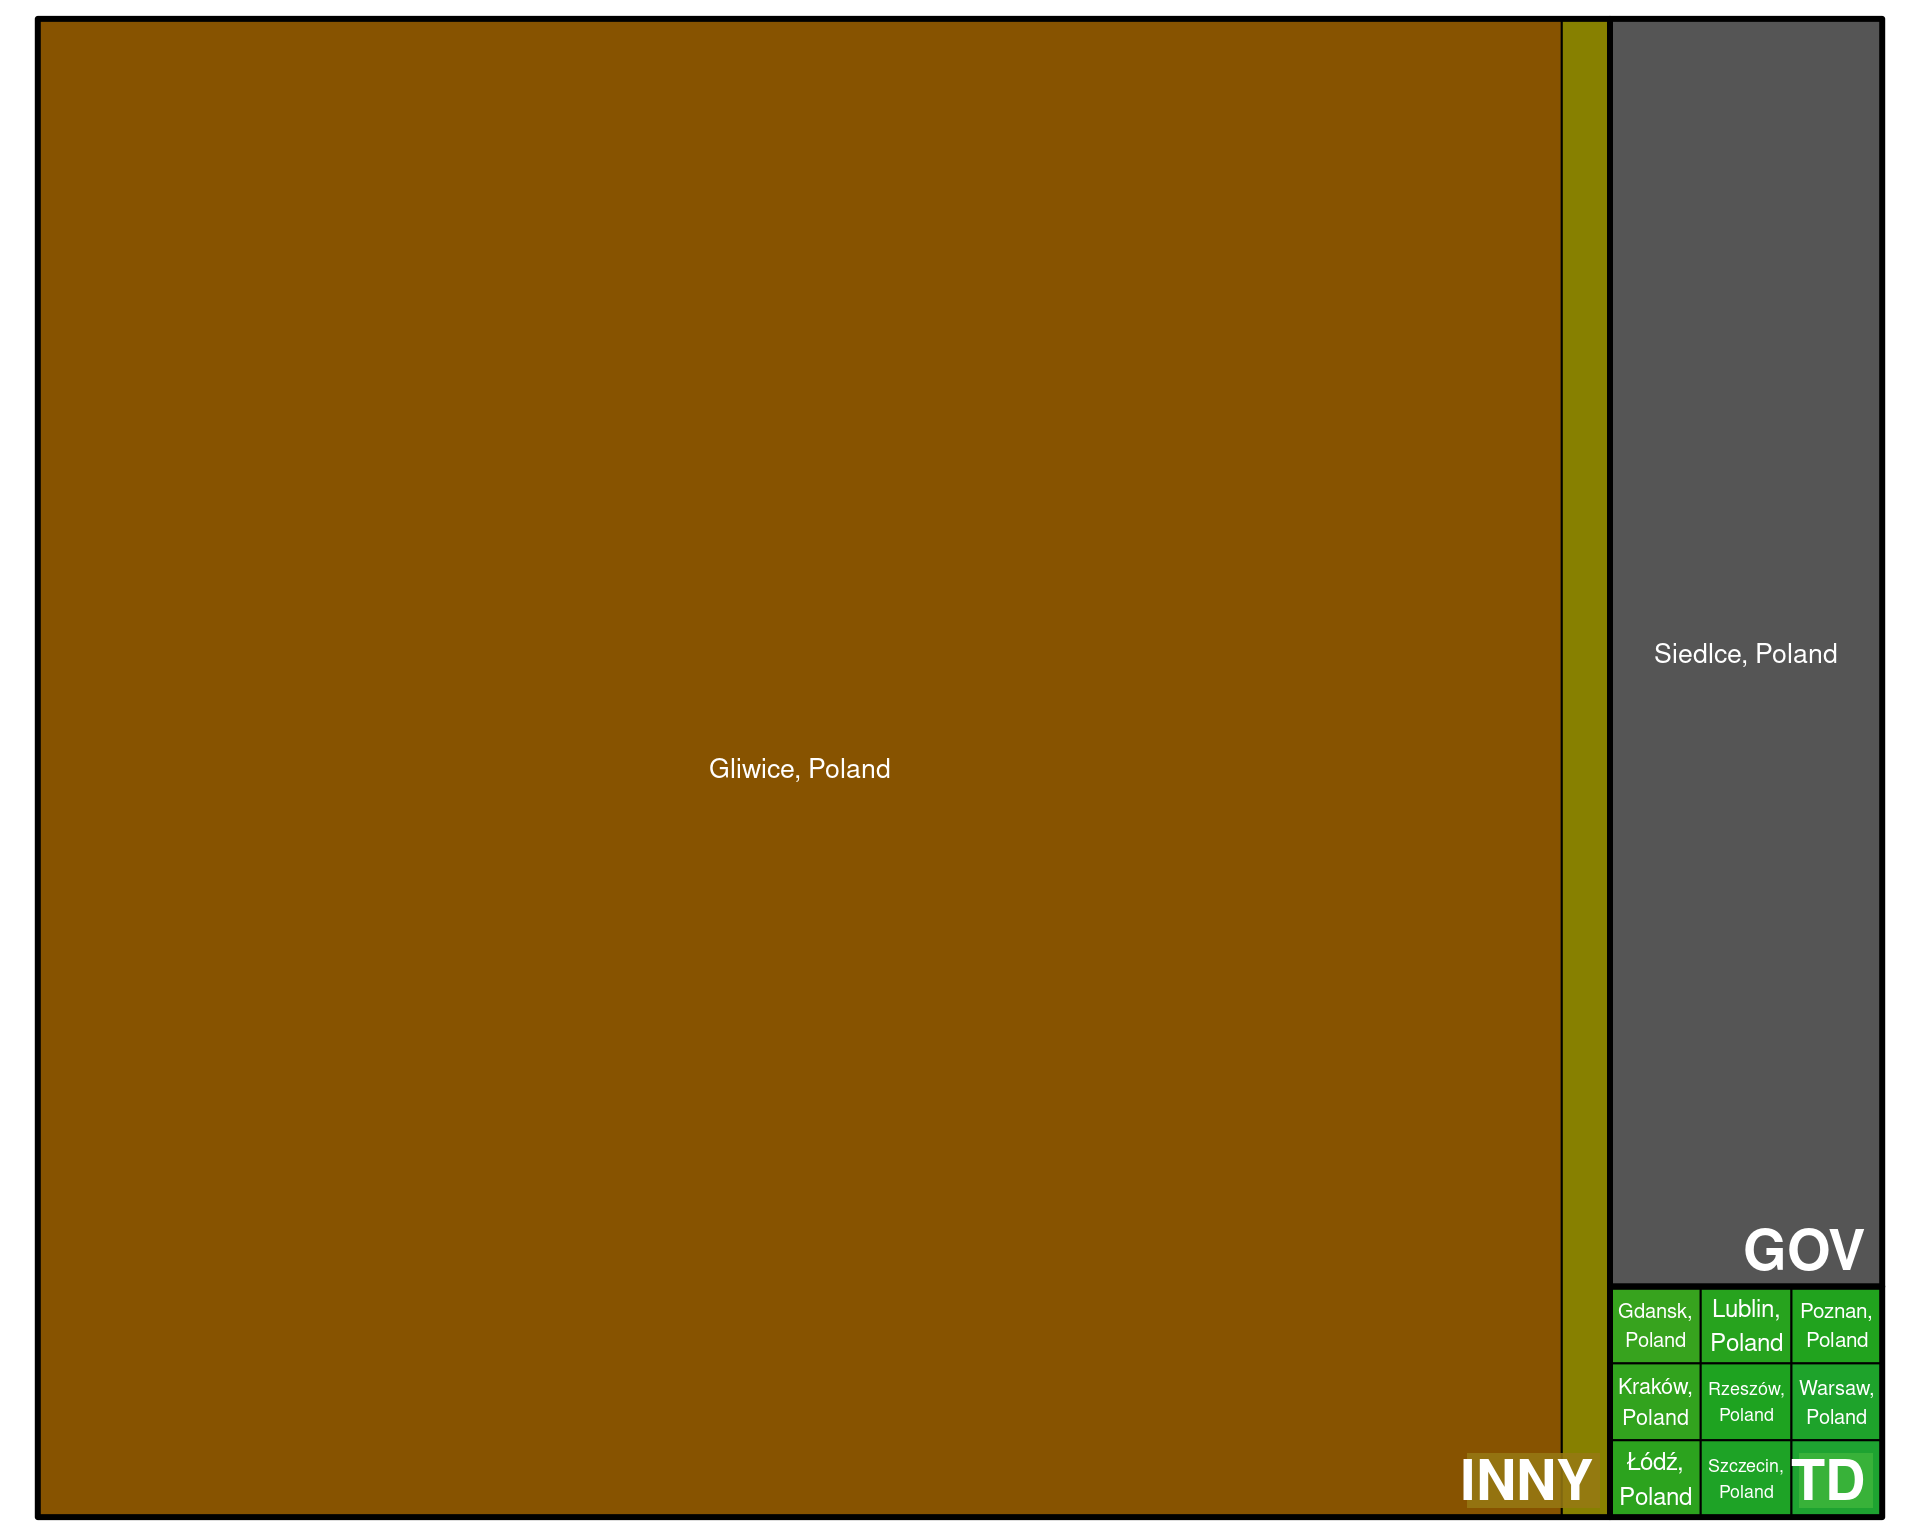 Gliwice, Poland
INNY
Siedlce, Poland
GOV
Gdansk,
Poland
Lublin,
Poland
Poznan,
Poland
Kraków,
Poland
Rzeszów,
Poland
Warsaw,
Poland
Łódź,
Poland
Szczecin,
Poland
TD